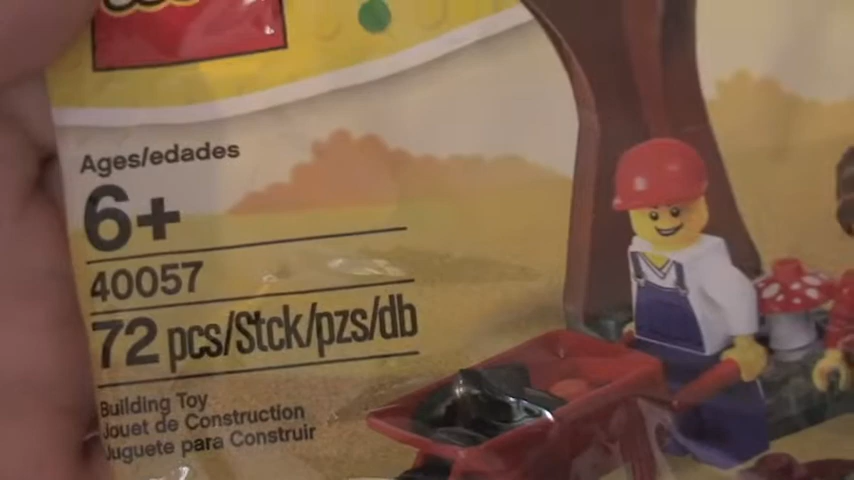 Ages/edades
6+
40057
72 pcs/Stck/pzs/db
Building Toy
Jouet de Construction
Juguete para Construir